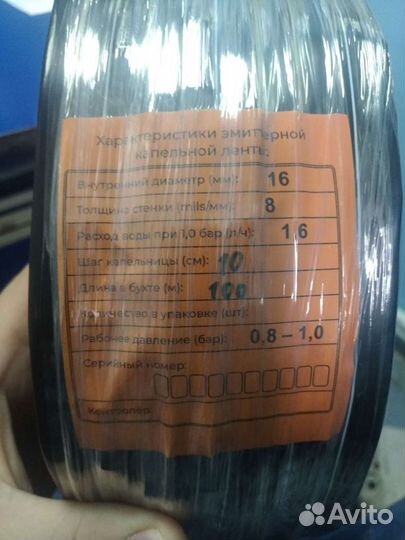 Характеристики эмиттерной
капельной ленты:
Внутренний диаметр (мм): 16
Толщина стенки (mils/мм): 8
Расход воды при 1,0 бар (л/ч): 1,6
Шаг капельницы (см): 10
Длина в бухте (м): 100
Количество в упаковке (шт):
Рабочее давление (бар): 0,8 – 1,0
Серийный номер:
Контролер:
Avito